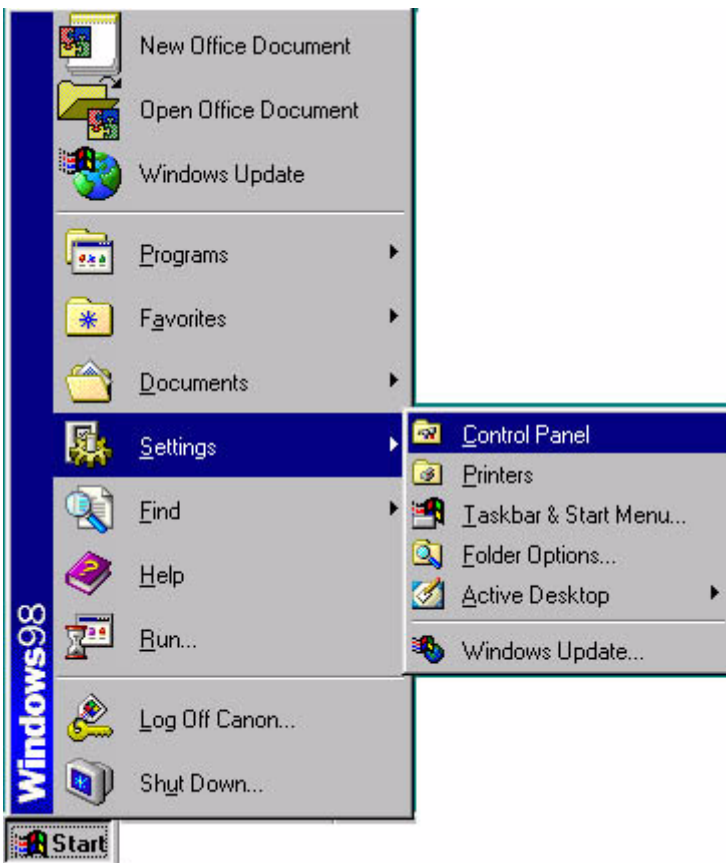 New Office Document
Open Office Document
Windows Update
Programs
Favorites
Documents
Settings
Find
Help
Run...
Log Off Canon...
Shut Down...
Control Panel
Printers
Taskbar & Start Menu...
Folder Options...
Active Desktop
Windows Update...
Windows98
Start